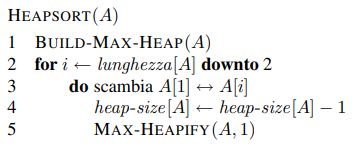 HEAPSORT(A)
1 BUILD-MAX-HEAP(A)
2 for i ← lunghezza[A] downto 2
3 do scambia A[1] ↔ A[i]
4 heap-size[A] ← heap-size[A] − 1
5 MAX-HEAPIFY(A, 1)